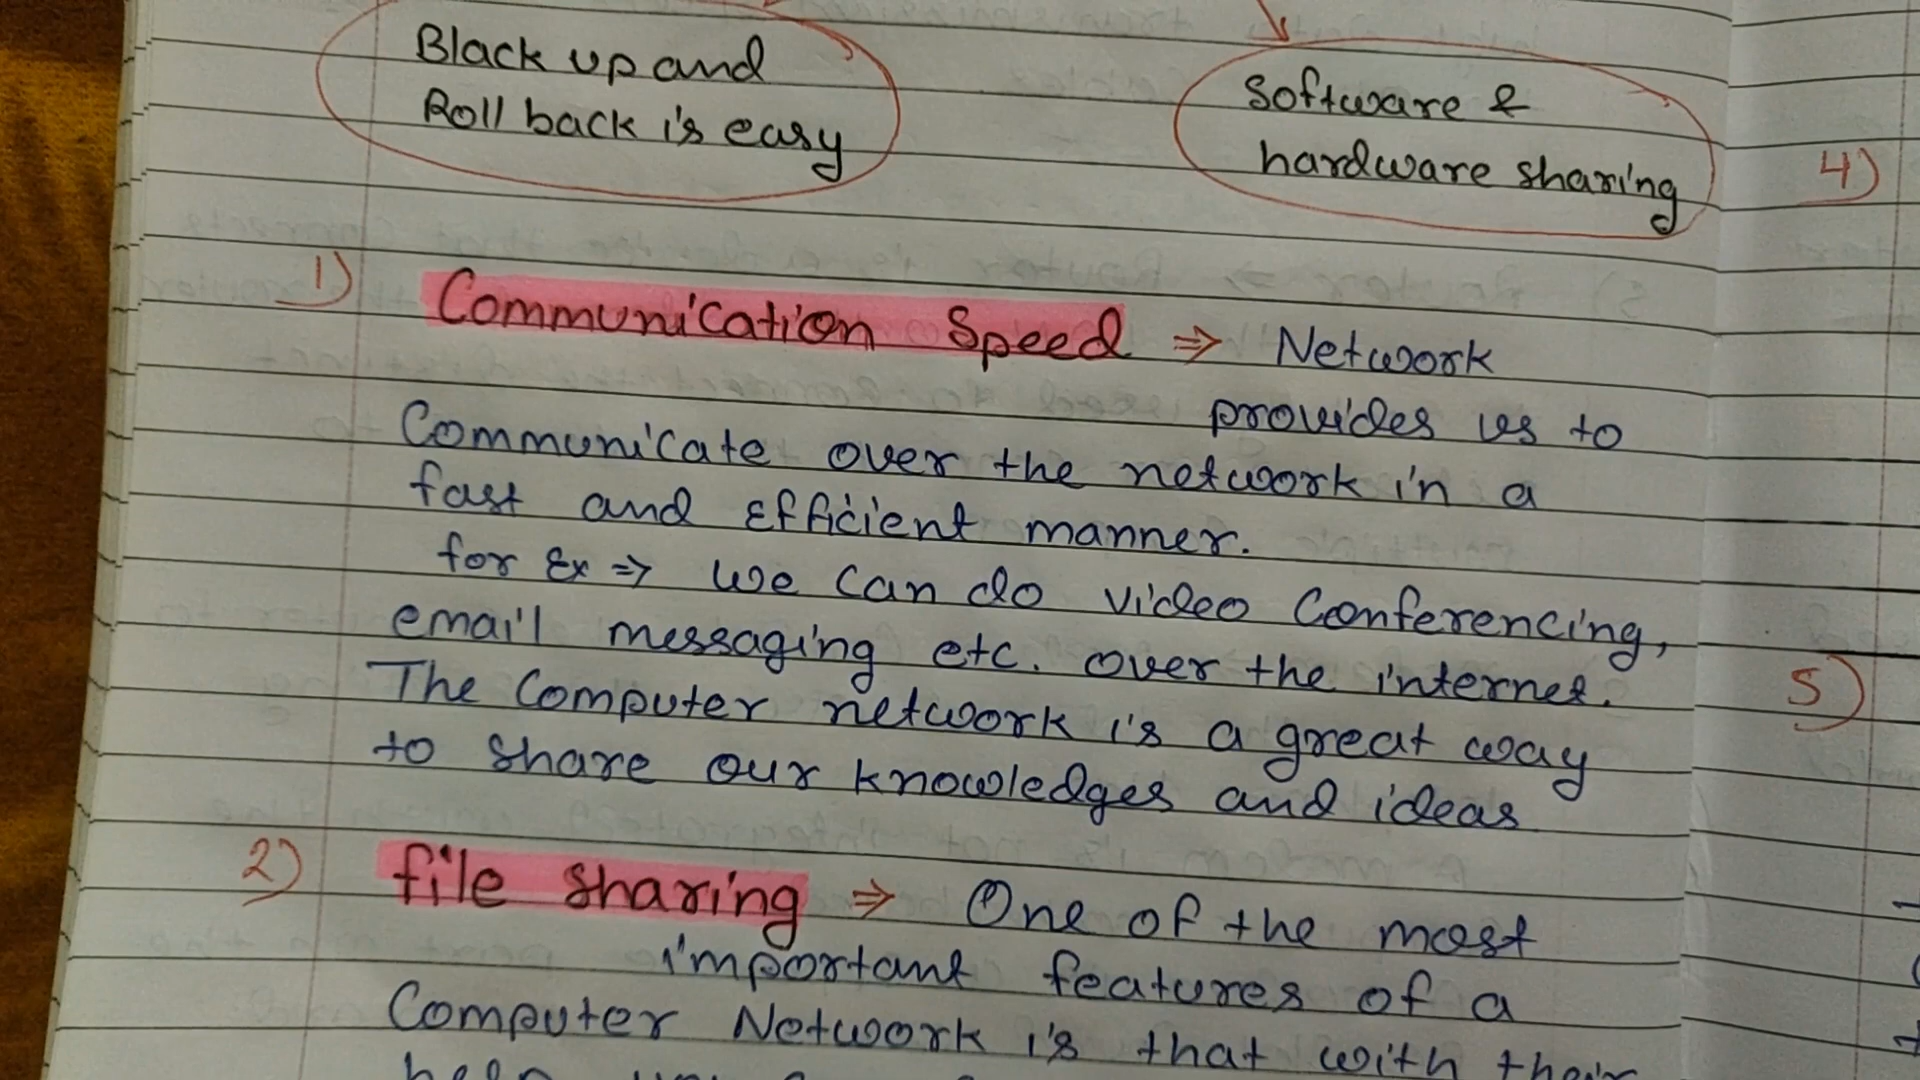 Black up and
Roll back is easy
Software &
hardware sharing
4)
1) Communication Speed ⇒ Network
provides us to
Communicate over the network in a
fast and Efficient manner.
for Ex ⇒ we can do video Conferencing,
email messaging etc. over the internet.
The Computer network is a great way
to share our knowledges and ideas
5)
2) file sharing ⇒ One of the most
important features of a
Computer Network is that with their